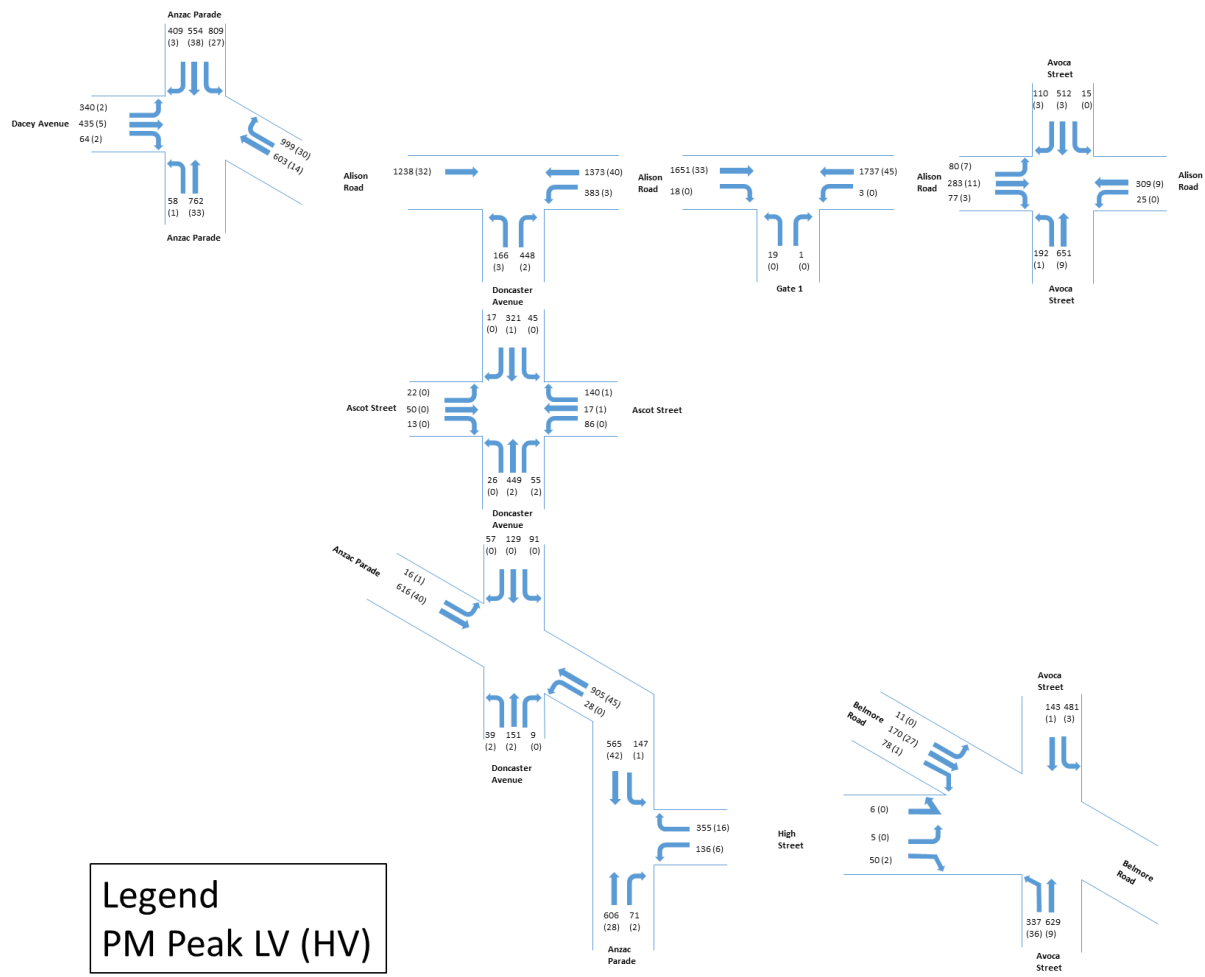 Anzac Parade
409 554 809
(3) (38) (27)
340 (2)
Dacey Avenue 435 (5)
64 (2)
999 (30)
603 (14)
58 762
(1) (33)
Anzac Parade
Alison
Road
1238 (32)
1373 (40)
383 (3)
166 448
(3) (2)
Doncaster
Avenue
Alison
Road
1651 (33)
18 (0)
1737 (45)
3 (0)
19 1
(0) (0)
Gate 1
Avoca
Street
110 512 15
(3) (3) (0)
Alison
Road
80 (7)
283 (11)
77 (3)
309 (9)
25 (0)
Alison
Road
192 651
(1) (9)
Avoca
Street
17 321 45
(0) (1) (0)
Ascot Street
22 (0)
50 (0)
13 (0)
140 (1)
17 (1)
86 (0)
Ascot Street
26 449 55
(0) (2) (2)
Doncaster
Avenue
57 129 91
(0) (0) (0)
Anzac Parade
16 (1)
616 (40)
905 (45)
28 (0)
39 151 9
(2) (2) (0)
Doncaster
Avenue
565 147
(42) (1)
355 (16)
136 (6)
High
Street
606 71
(28) (2)
Anzac
Parade
Avoca
Street
143 481
(1) (3)
Belmore
Road
11 (0)
170 (27)
78 (1)
6 (0)
5 (0)
50 (2)
Belmore
Road
337 629
(36) (9)
Avoca
Street
Legend
PM Peak LV (HV)